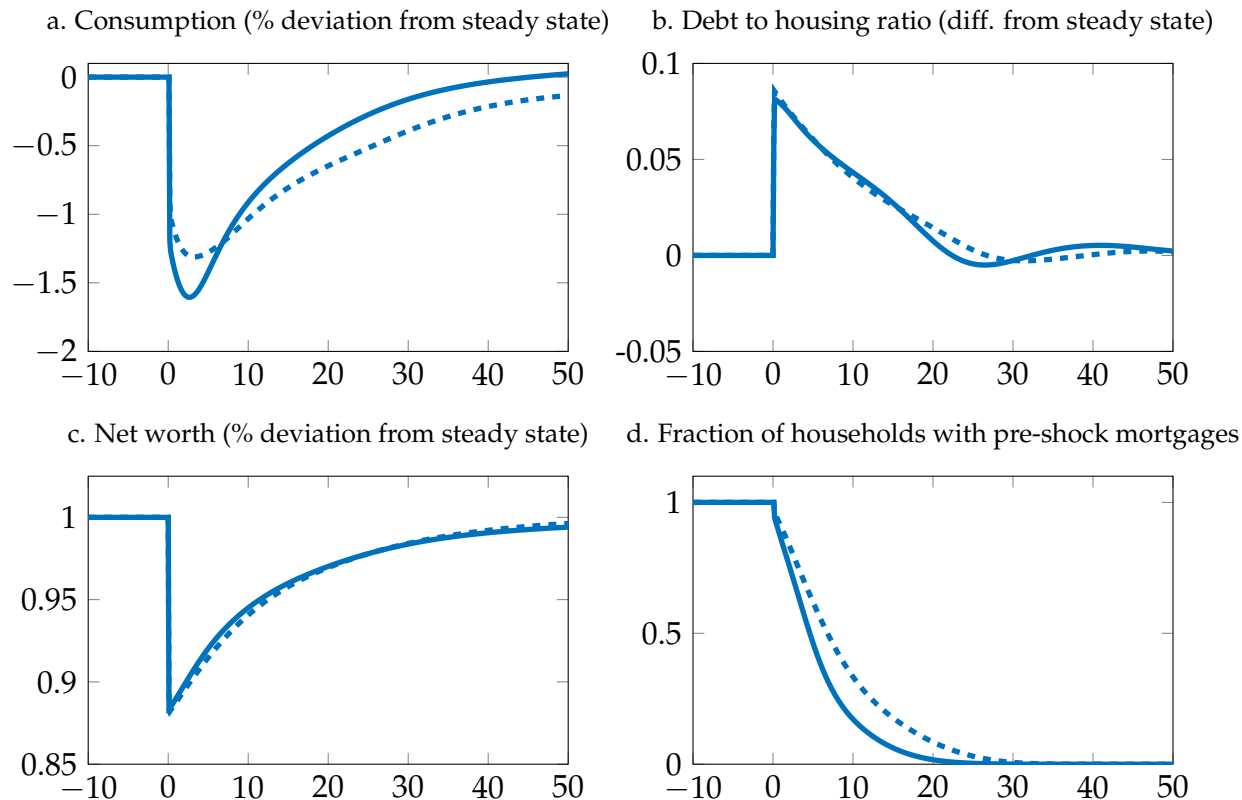 a. Consumption (% deviation from steady state)
b. Debt to housing ratio (diff. from steady state)
0
−0.5
−1
−1.5
−2
−10 0 10 20 30 40 50
0.1
0.05
0
-0.05
−10 0 10 20 30 40 50
c. Net worth (% deviation from steady state)
d. Fraction of households with pre-shock mortgages
1
0.95
0.9
0.85
−10 0 10 20 30 40 50
1
0.5
0
−10 0 10 20 30 40 50